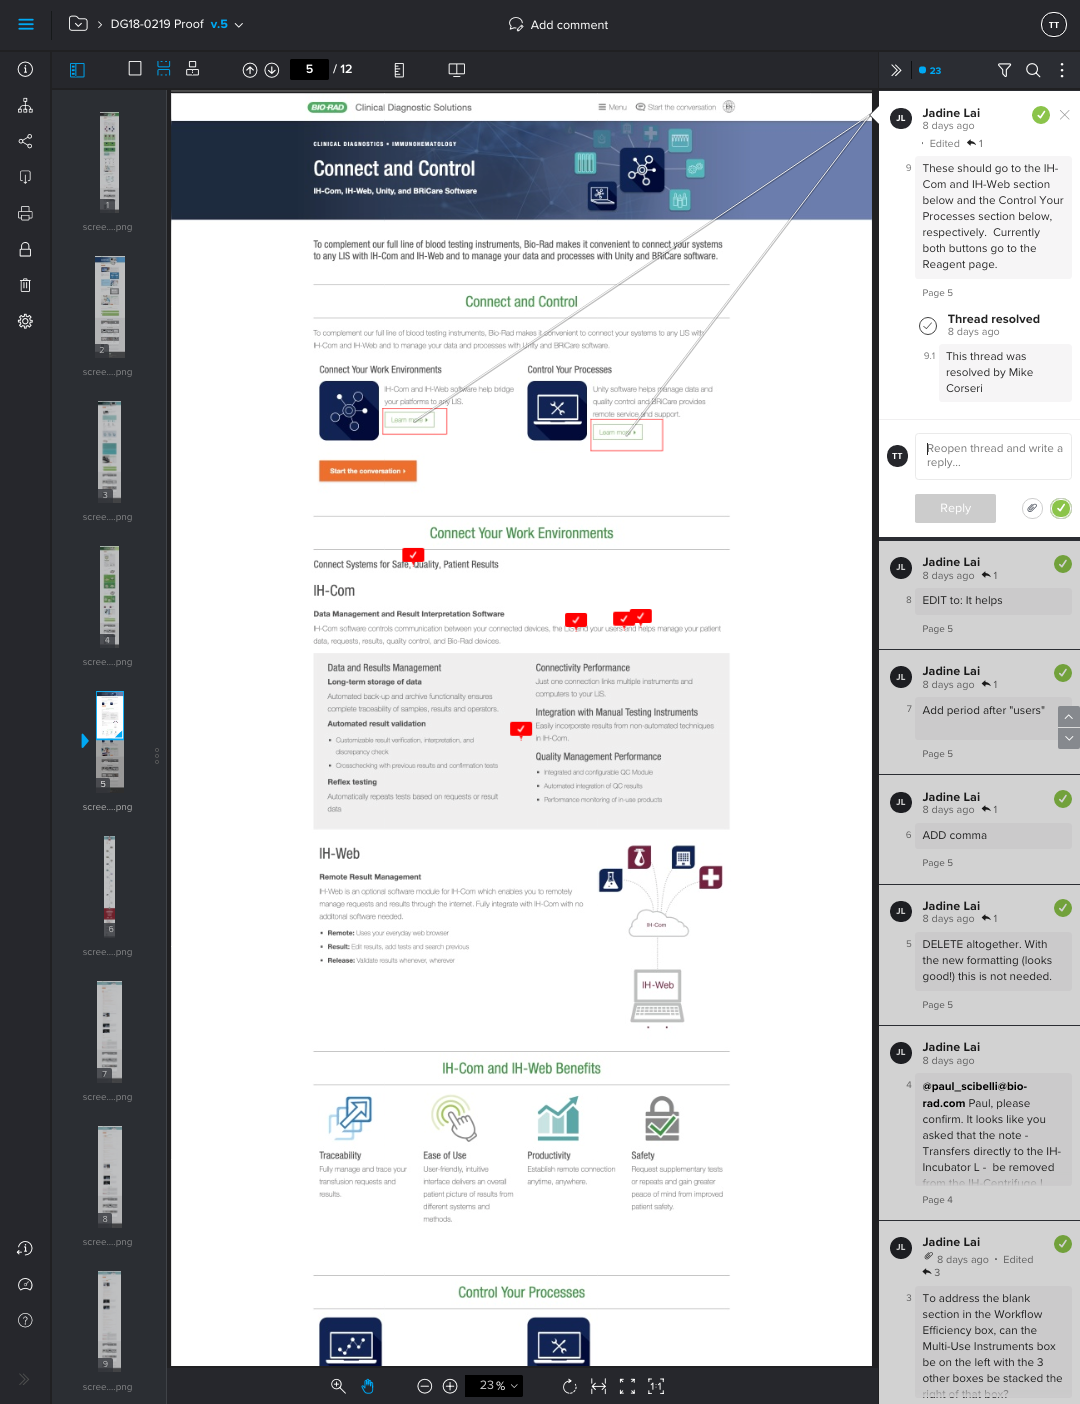 DG18-0219 Proof v.5
Add comment
TT
5 / 12
23
1
scree....png
2
scree....png
3
scree....png
4
scree....png
5
scree....png
6
scree....png
7
scree....png
8
scree....png
9
scree....png
BIO-RAD Clinical Diagnostic Solutions
Menu Start the conversation EN
CLINICAL DIAGNOSTICS • IMMUNOHEMATOLOGY
Connect and Control
IH-Com, IH-Web, Unity, and BRiCare Software
To complement our full line of blood testing instruments, Bio-Rad makes it convenient to connect your systems
to any LIS with IH-Com and IH-Web and to manage your data and processes with Unity and BRiCare software.
Connect and Control
To complement our full line of blood testing instruments, Bio-Rad makes it convenient to connect your systems to any LIS with
IH-Com and IH-Web and to manage your data and processes with Unity and BRiCare software.
Connect Your Work Environments
IH-Com and IH-Web software help bridge
your platforms to any LIS.
Learn more
Control Your Processes
Unity software helps manage data and
quality control and BRiCare provides
remote service and support.
Learn more
Start the conversation
Connect Your Work Environments
Connect Systems for Safe, Quality, Patient Results
IH-Com
Data Management and Result Interpretation Software
IH-Com software controls communication between your connected devices, the LIS and your users and helps manage your patient
data, requests, results, quality control, and Bio-Rad devices.
Data and Results Management
Long-term storage of data
Automated back-up and archive functionality ensures
complete traceability of samples, results and operators.
Automated result validation
• Customizable result verification, interpretation, and
discrepancy check
• Crosschecking with previous results and confirmation tests
Reflex testing
Automatically repeats tests based on requests or result
data
Connectivity Performance
Just one connection links multiple instruments and
computers to your LIS.
Integration with Manual Testing Instruments
Easily incorporate results from non-automated techniques
in IH-Com.
Quality Management Performance
• Integrated and configurable QC Module
• Automated integration of QC results
• Performance monitoring of in-use products
IH-Web
Remote Result Management
IH-Web is an optional software module for IH-Com which enables you to remotely
manage requests and results through the internet. Fully integrate with IH-Com with no
additonal software needed.
• Remote: Uses your everyday web browser
• Result: Edit results, add tests and search previous
• Release: Validate results whenever, wherever
IH-Com
IH-Web
IH-Com and IH-Web Benefits
Traceability
Fully manage and trace your
transfusion requests and
results.
Ease of Use
User-friendly, intuitive
interface delivers an overall
patient picture of results from
different systems and
methods.
Productivity
Establish remote connection
anytime, anywhere.
Safety
Request supplementary tests
or repeats and gain greater
peace of mind from improved
patient safety.
Control Your Processes
23 %
1:1
JL
Jadine Lai
8 days ago
· Edited 1
9
These should go to the IH-
Com and IH-Web section
below and the Control Your
Processes section below,
respectively. Currently
both buttons go to the
Reagent page.
Page 5
Thread resolved
8 days ago
9.1
This thread was
resolved by Mike
Corseri
TT
Reopen thread and write a
reply...
Reply
JL
Jadine Lai
8 days ago 1
8
EDIT to: It helps
Page 5
JL
Jadine Lai
8 days ago 1
7
Add period after "users"
Page 5
JL
Jadine Lai
8 days ago 1
6
ADD comma
Page 5
JL
Jadine Lai
8 days ago 1
5
DELETE altogether. With
the new formatting (looks
good!) this is not needed.
Page 5
JL
Jadine Lai
8 days ago
4
@paul_scibelli@bio-
rad.com Paul, please
confirm. It looks like you
asked that the note -
Transfers directly to the IH-
Incubator L - be removed
from the IH-Centrifuge L
Page 4
JL
Jadine Lai
8 days ago · Edited
3
3
To address the blank
section in the Workflow
Efficiency box, can the
Multi-Use Instruments box
be on the left with the 3
other boxes be stacked the
right of that box?